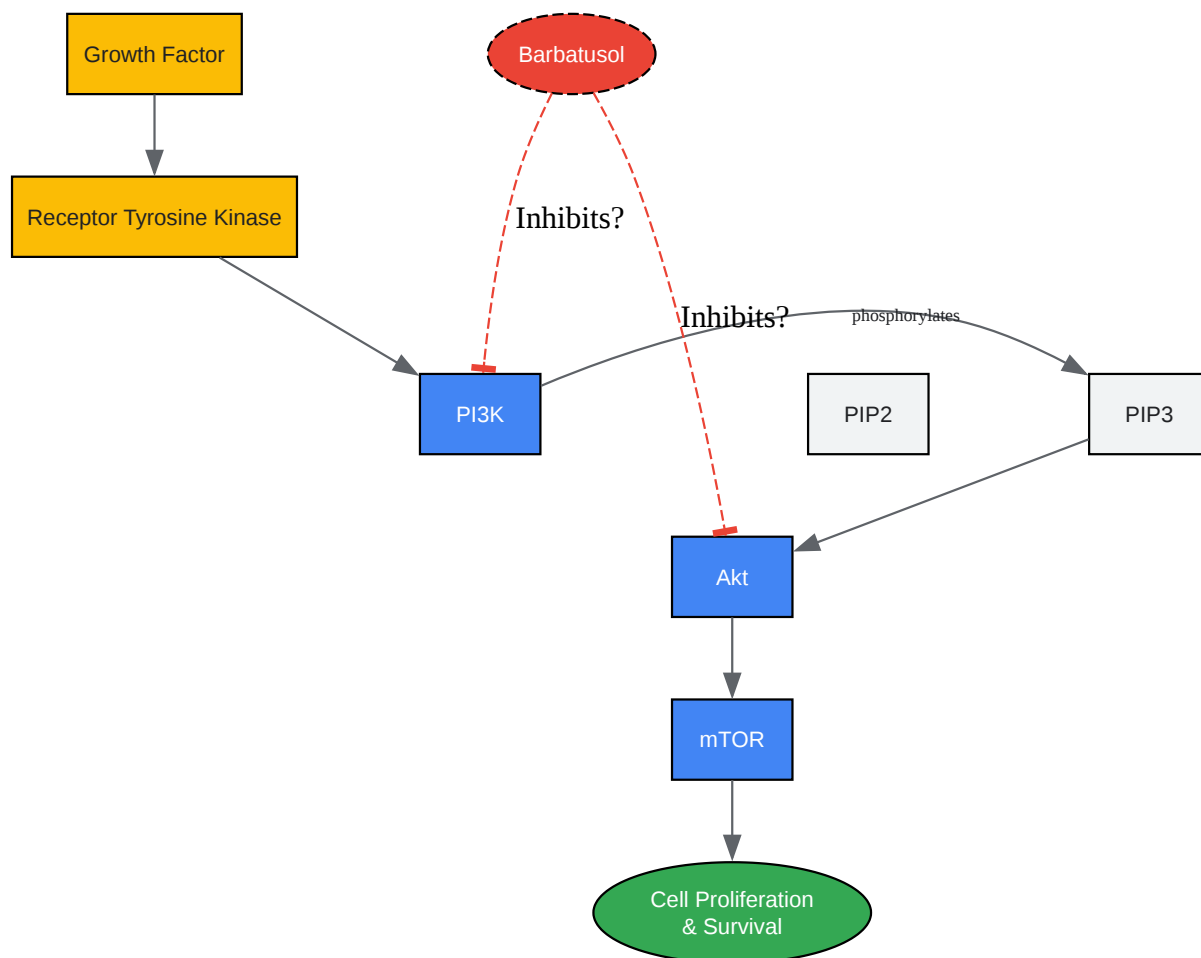 Growth Factor
Barbatusol
Receptor Tyrosine Kinase
Inhibits?
Inhibits?
phosphorylates
PI3K
PIP2
PIP3
Akt
mTOR
Cell Proliferation
& Survival